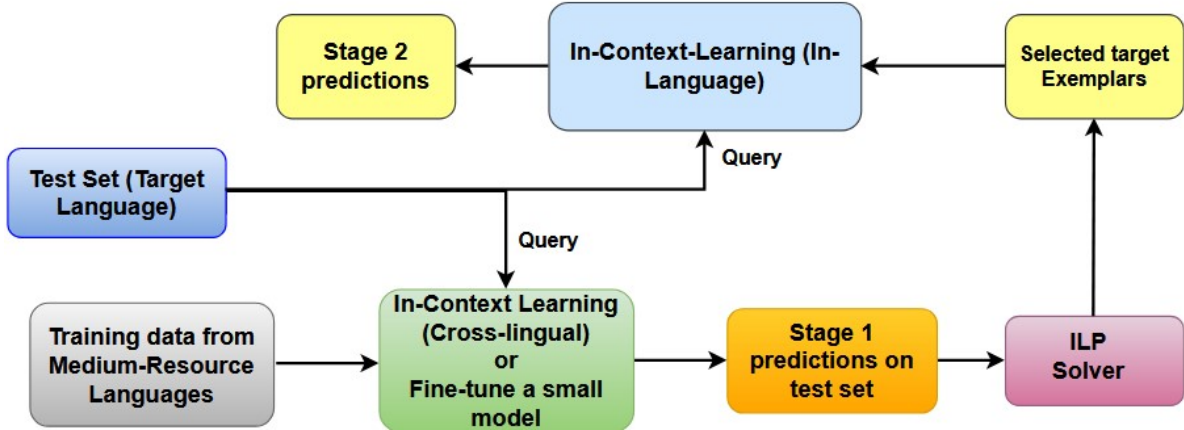 Stage 2
predictions
In-Context-Learning (In-
Language)
Selected target
Exemplars
Query
Test Set (Target
Language)
Query
Training data from
Medium-Resource
Languages
In-Context Learning
(Cross-lingual)
or
Fine-tune a small
model
Stage 1
predictions on
test set
ILP
Solver